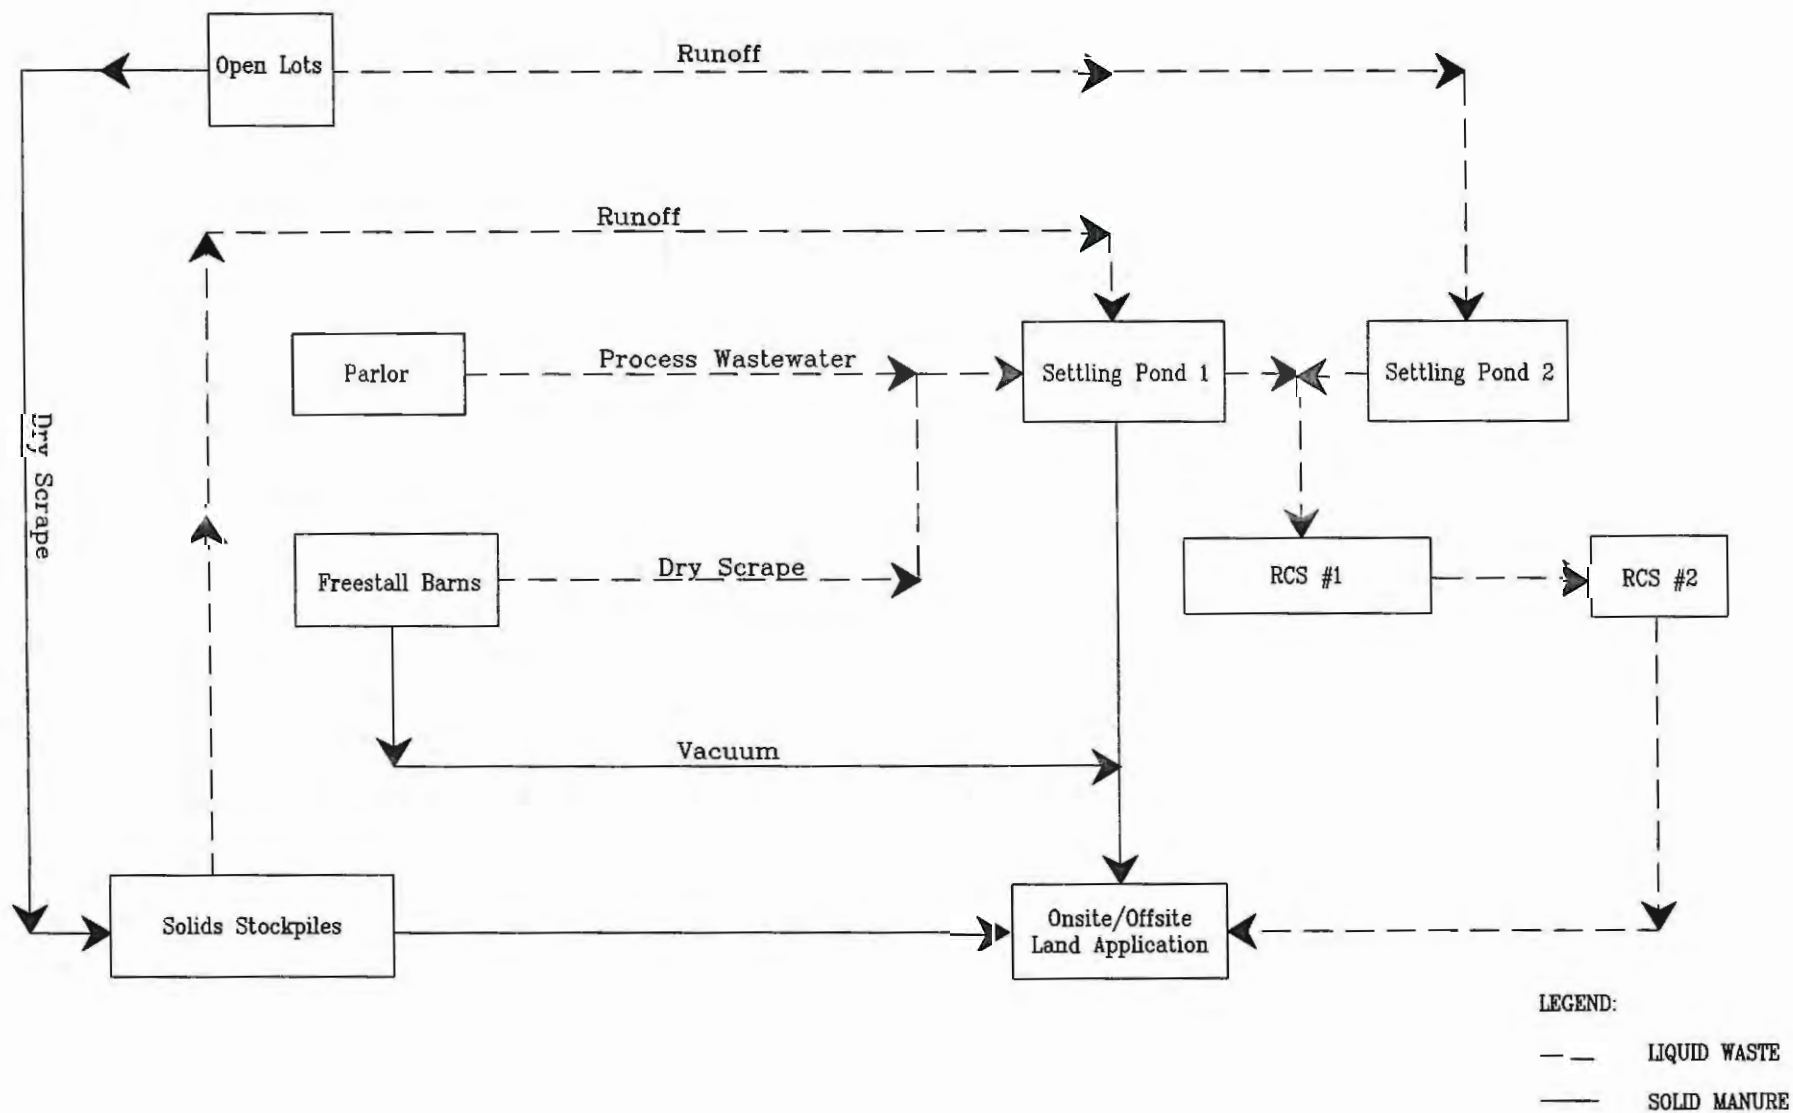 Runoff
Open Lots
Runoff
Process Wastewater
Parlor
Settling Pond 1
Settling Pond 2
Dry Scrape
Dry Scrape
Freestall Barns
RCS #1
RCS #2
Vacuum
Solids Stockpiles
Onsite/Offsite
Land Application
LEGEND:
LIQUID WASTE
SOLID MANURE